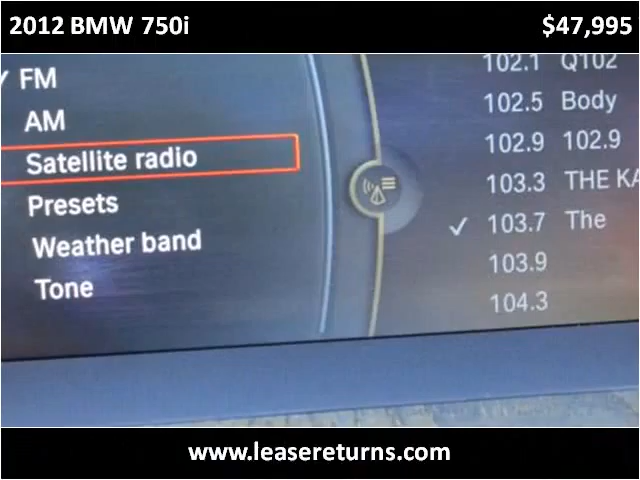 2012 BMW 750i
$47,995
FM
AM
Satellite radio
Presets
Weather band
Tone
102.1 Q102
102.5 Body
102.9 102.9
103.3 THE KA
103.7 The
103.9
104.3
www.leasereturns.com